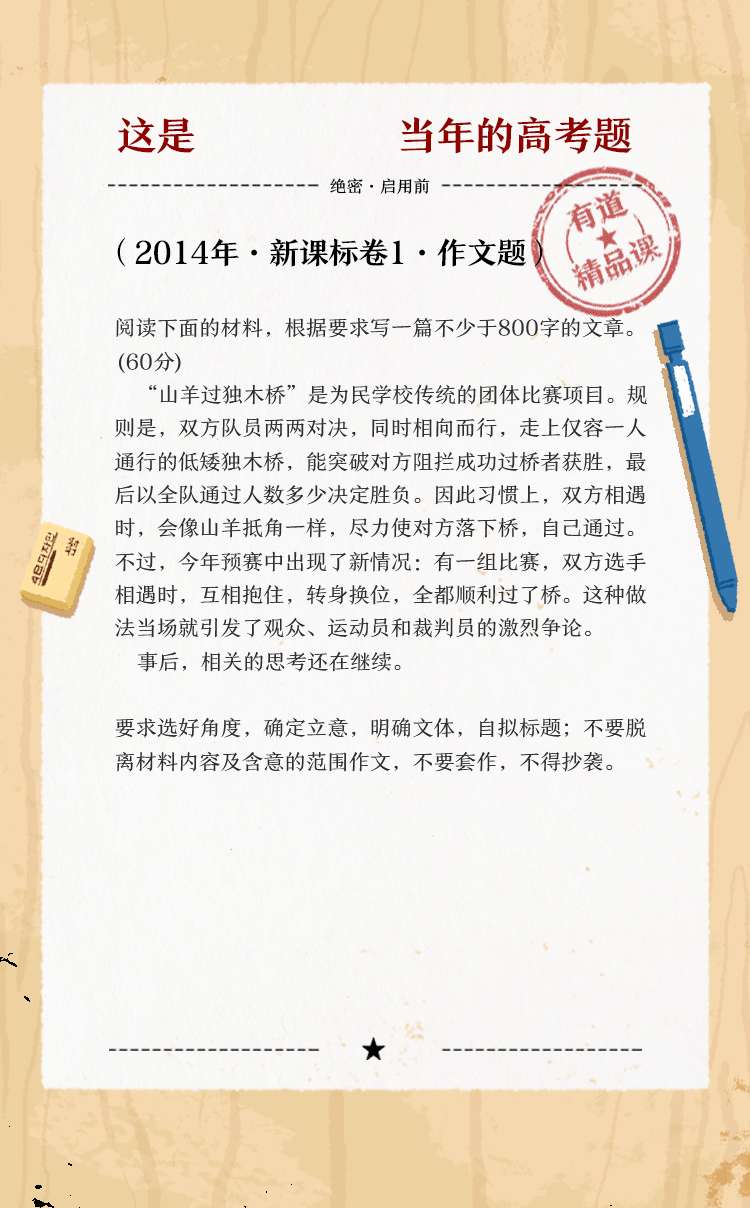 这是 当年的高考题
绝密·启用前
（2014年·新课标卷1·作文题）
有道
精品课
阅读下面的材料，根据要求写一篇不少于800字的文章。
(60分)
“山羊过独木桥”是为民学校传统的团体比赛项目。规
则是，双方队员两两对决，同时相向而行，走上仅容一人
通行的低矮独木桥，能突破对方阻拦成功过桥者获胜，最
后以全队通过人数多少决定胜负。因此习惯上，双方相遇
时，会像山羊抵角一样，尽力使对方落下桥，自己通过。
不过，今年预赛中出现了新情况：有一组比赛，双方选手
相遇时，互相抱住，转身换位，全都顺利过了桥。这种做
法当场就引发了观众、运动员和裁判员的激烈争论。
事后，相关的思考还在继续。
要求选好角度，确定立意，明确文体，自拟标题；不要脱
离材料内容及含意的范围作文，不要套作，不得抄袭。